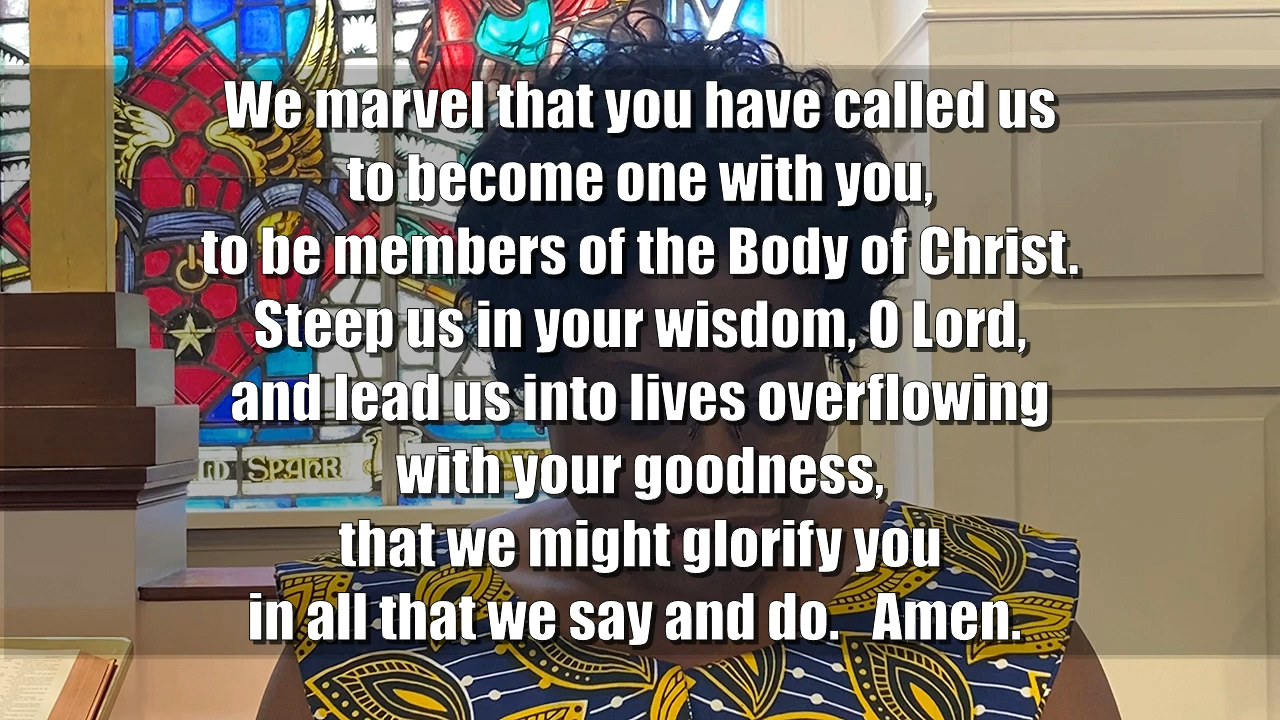 We marvel that you have called us
to become one with you,
to be members of the Body of Christ.
Steep us in your wisdom, O Lord,
and lead us into lives overflowing
with your goodness,
that we might glorify you
in all that we say and do. Amen.
SPAHR